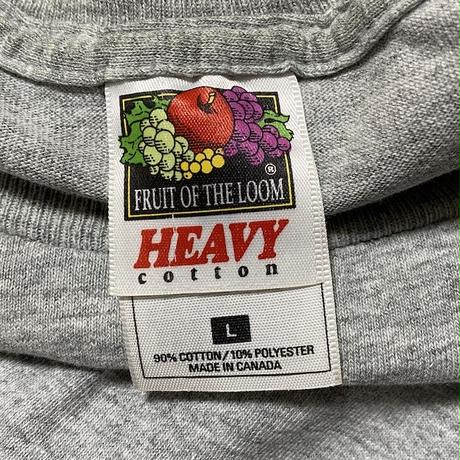 FRUIT OF THE LOOM ®
HEAVY
cotton
L
90% COTTON/10% POLYESTER
MADE IN CANADA